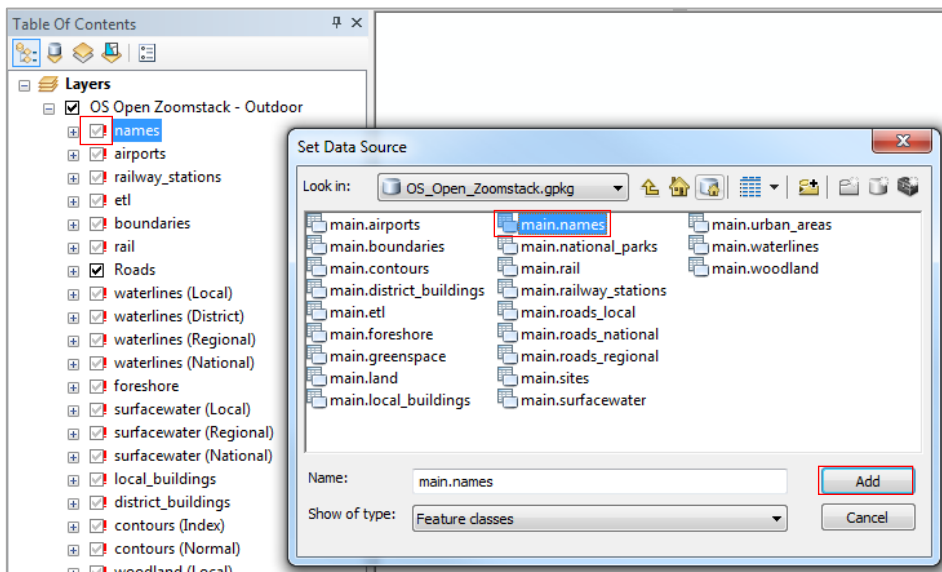 Table Of Contents
Layers
OS Open Zoomstack - Outdoor
names
airports
railway_stations
etl
boundaries
rail
Roads
waterlines (Local)
waterlines (District)
waterlines (Regional)
waterlines (National)
foreshore
surfacewater (Local)
surfacewater (Regional)
surfacewater (National)
local_buildings
district_buildings
contours (Index)
contours (Normal)
woodland (Local)
Set Data Source
Look in:
OS_Open_Zoomstack.gpkg
main.airports
main.boundaries
main.contours
main.district_buildings
main.etl
main.foreshore
main.greenspace
main.land
main.local_buildings
main.names
main.national_parks
main.rail
main.railway_stations
main.roads_local
main.roads_national
main.roads_regional
main.sites
main.surfacewater
main.urban_areas
main.waterlines
main.woodland
Name:
main.names
Add
Show of type:
Feature classes
Cancel